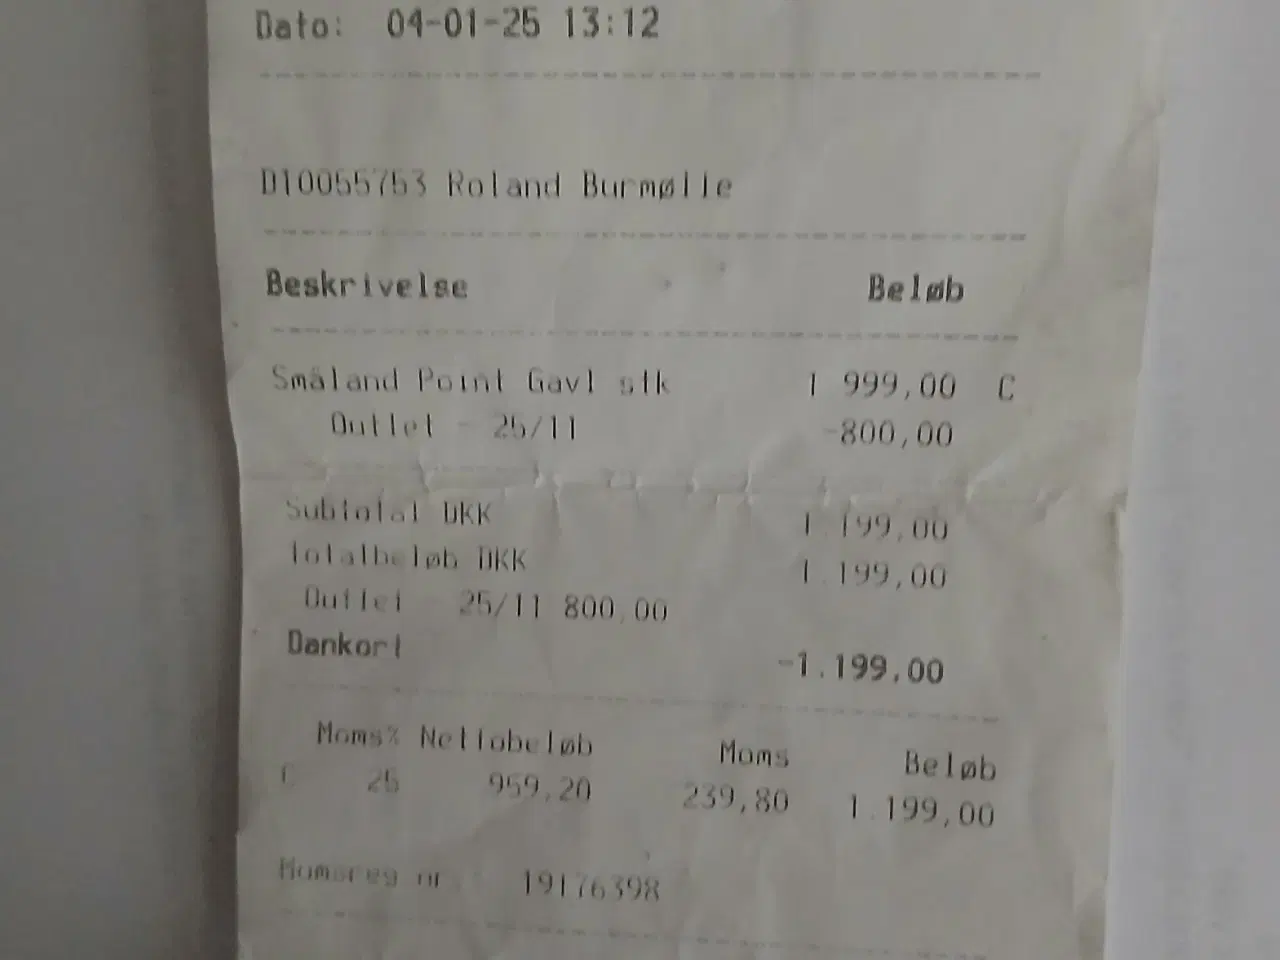 Dato: 04-01-25 13:12
D10055753 Roland Burmølle
Beskrivelse Beløb
Småland Point Gavl stk 1 999,00 C
Outlet - 25/11 -800,00
Subtotal DKK 1.199,00
Totalbeløb DKK 1.199,00
Outlet 25/11 800,00
Dankort -1.199,00
Moms% Nettobeløb Moms Beløb
C 25 959,20 239,80 1.199,00
Momsreg nr. 19176398